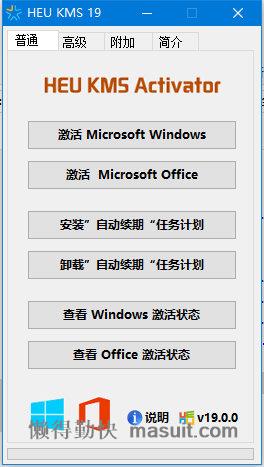 HEU KMS 19
普通 高级 附加 简介
HEU KMS Activator
激活 Microsoft Windows
激活 Microsoft Office
安装”自动续期“任务计划
卸载”自动续期“任务计划
查看 Windows 激活状态
查看 Office 激活状态
说明 v19.0.0
懒得勤快 masuit.com